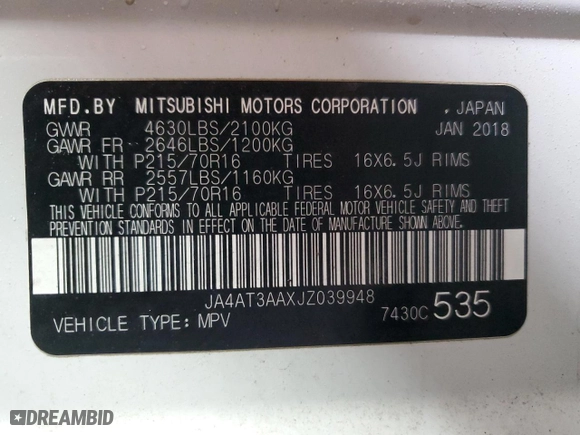 MFD.BY MITSUBISHI MOTORS CORPORATION , JAPAN
GVWR 4630LBS/2100KG JAN 2018
GAWR FR 2646LBS/1200KG
WITH P215/70R16 TIRES 16X6.5J RIMS
GAWR RR 2557LBS/1160KG
WITH P215/70R16 TIRES 16X6.5J RIMS
THIS VEHICLE CONFORMS TO ALL APPLICABLE FEDERAL MOTOR VEHICLE SAFETY AND THEFT
PREVENTION STANDARDS IN EFFECT ON THE DATE OF MANUFACTURE SHOWN ABOVE.
JA4AT3AAXJZ039948
VEHICLE TYPE:MPV 7430C 535
DREAMBID